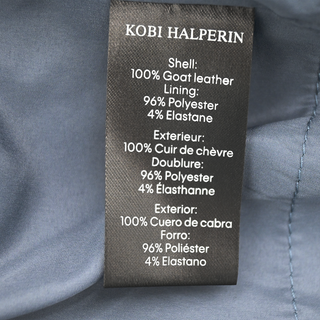 KOBI HALPERIN
Shell:
100% Goat leather
Lining:
96% Polyester
4% Elastane
Exterieur:
100% Cuir de chèvre
Doublure:
96% Polyester
4% Élasthanne
Exterior:
100% Cuero de cabra
Forro:
96% Poliéster
4% Elastano